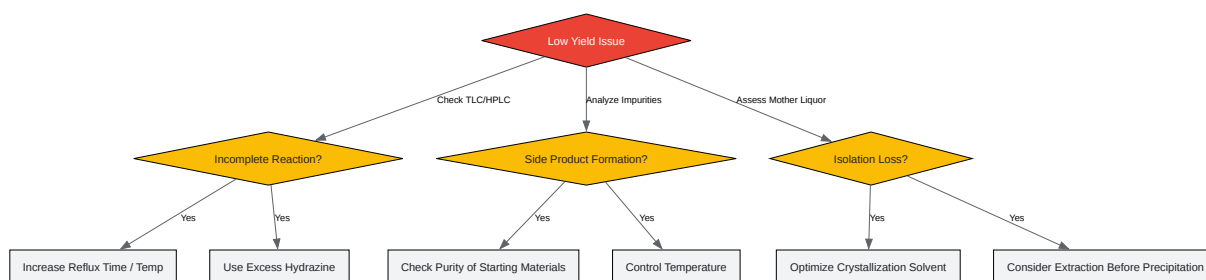 Low Yield Issue
Check TLC/HPLC
Analyze Impurities
Assess Mother Liquor
Incomplete Reaction?
Side Product Formation?
Isolation Loss?
Yes
Yes
Yes
Yes
Yes
Yes
Increase Reflux Time / Temp
Use Excess Hydrazine
Check Purity of Starting Materials
Control Temperature
Optimize Crystallization Solvent
Consider Extraction Before Precipitation